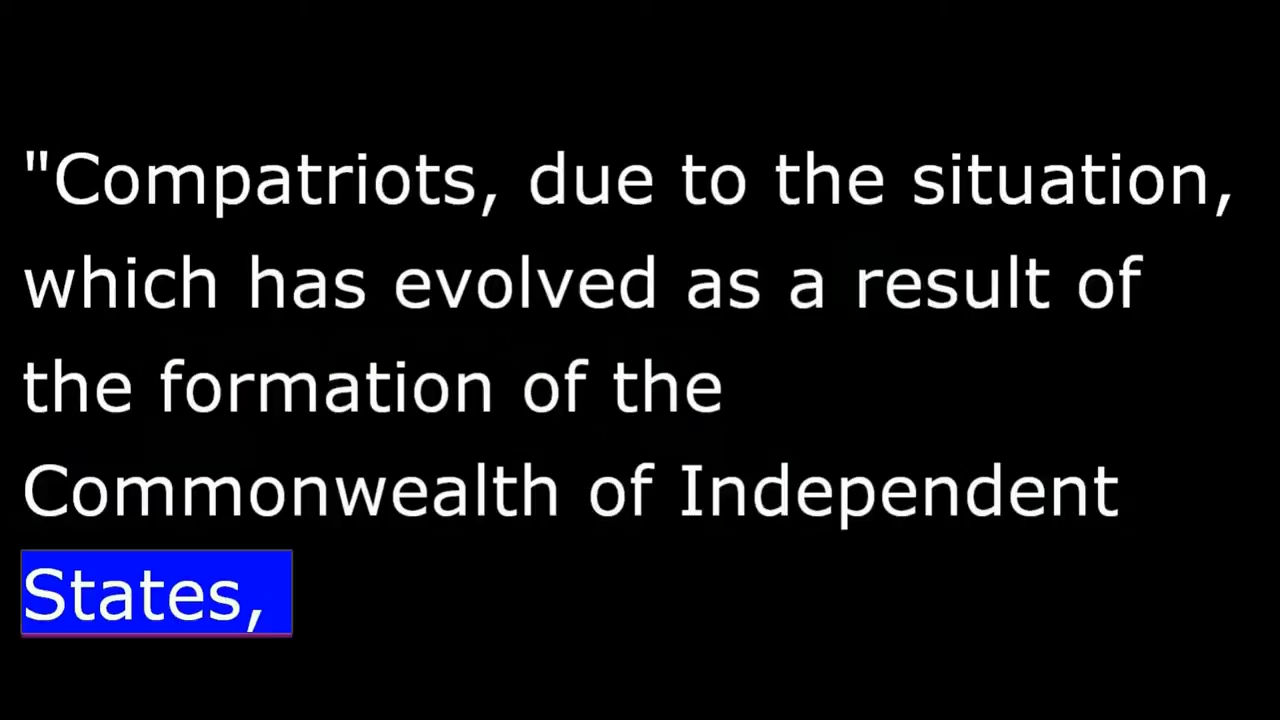 "Compatriots, due to the situation,
which has evolved as a result of
the formation of the
Commonwealth of Independent
States,